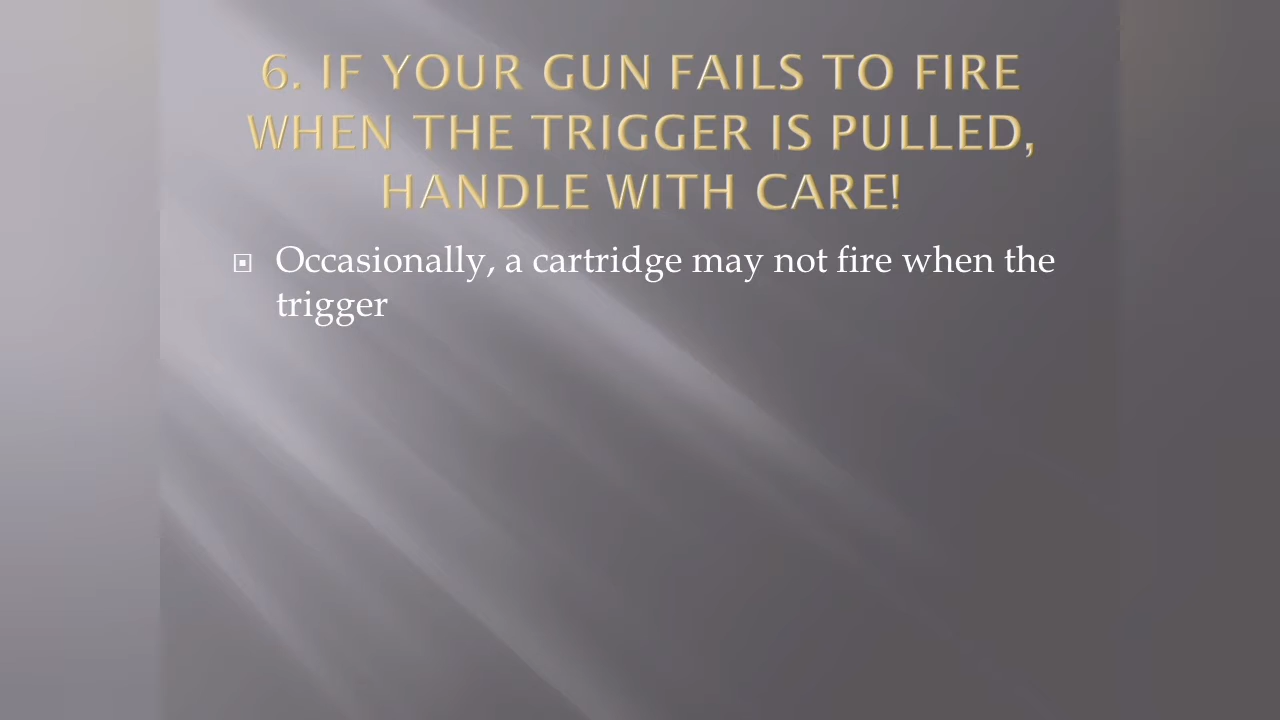 6. IF YOUR GUN FAILS TO FIRE
WHEN THE TRIGGER IS PULLED,
HANDLE WITH CARE!
Occasionally, a cartridge may not fire when the
trigger